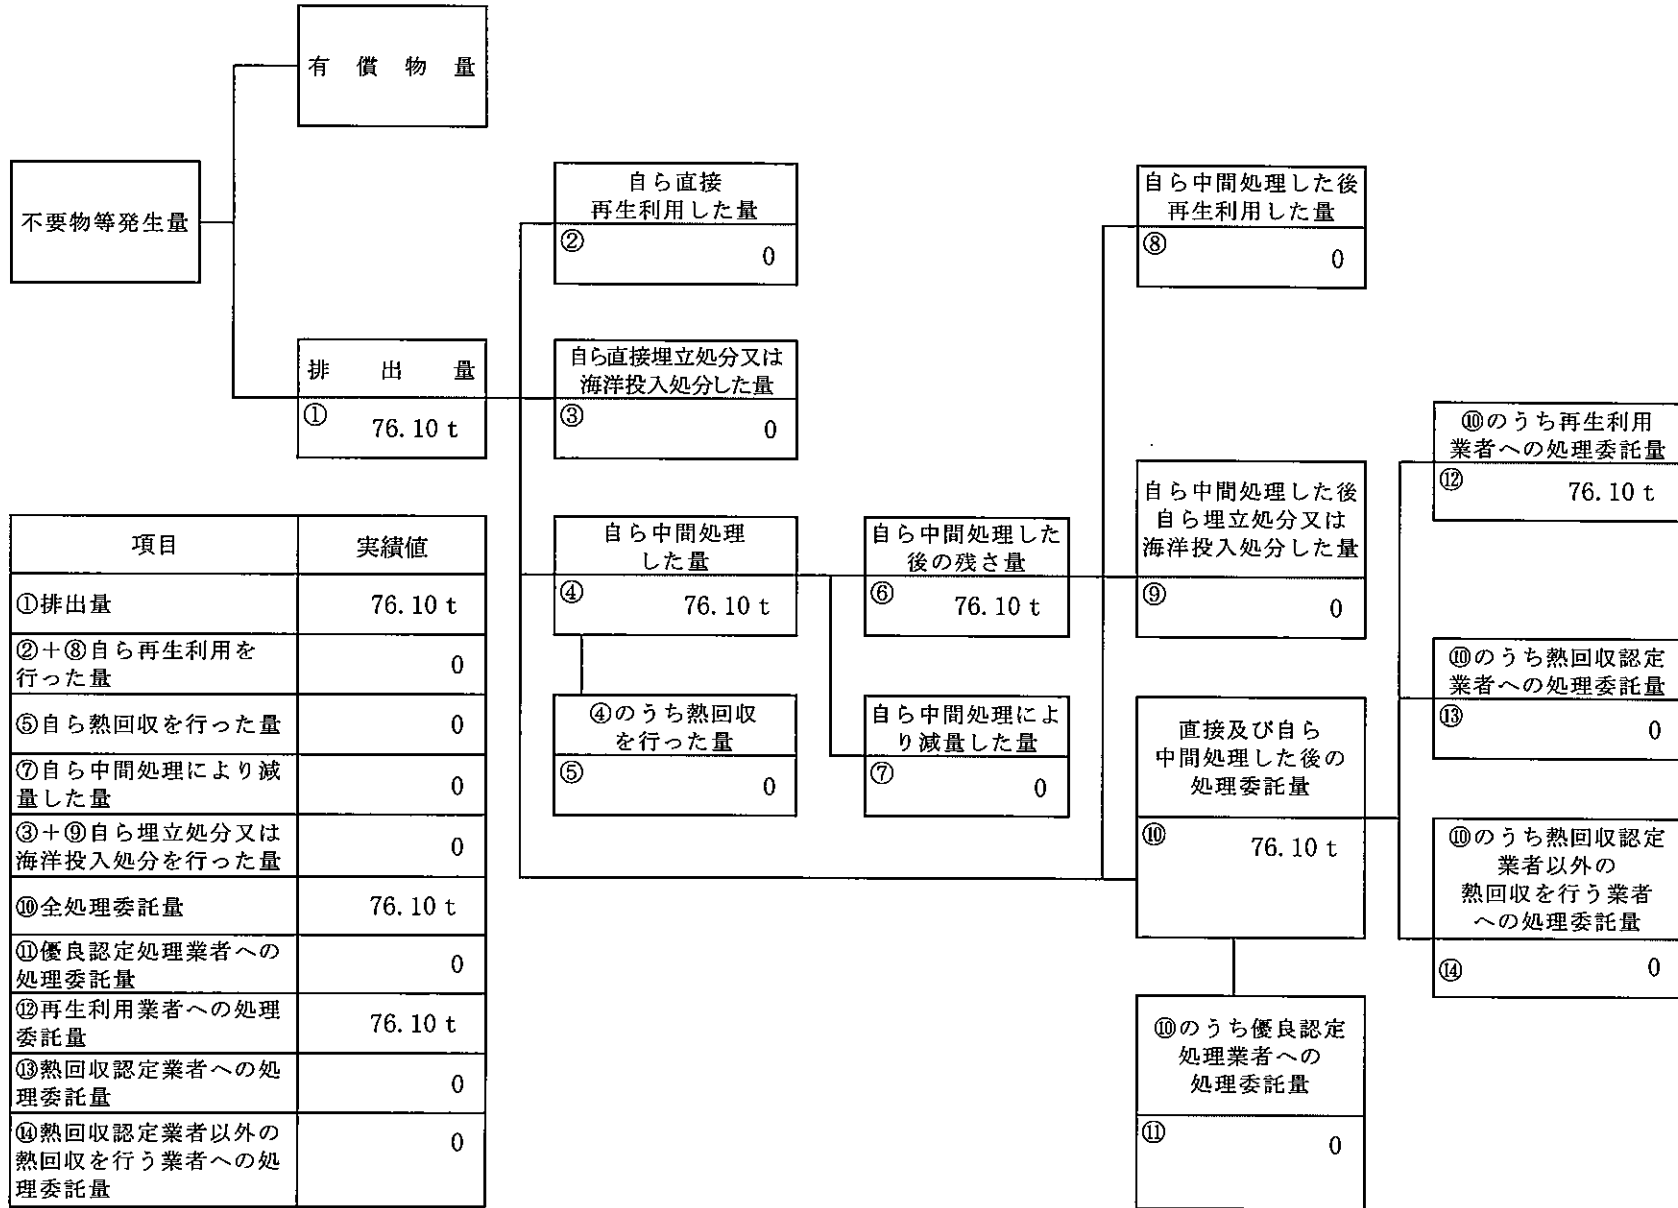 有償物量
不要物等発生量
排出量
① 76.10 t
自ら直接
再生利用した量
② 0
自ら直接埋立処分又は
海洋投入処分した量
③ 0
自ら中間処理
した量
④ 76.10 t
④のうち熱回収
を行った量
⑤ 0
自ら中間処理した
後の残さ量
⑥ 76.10 t
自ら中間処理によ
り減量した量
⑦ 0
自ら中間処理した後
再生利用した量
⑧ 0
自ら中間処理した後
自ら埋立処分又は
海洋投入処分した量
⑨ 0
直接及び自ら
中間処理した後の
処理委託量
⑩ 76.10 t
⑩のうち優良認定
処理業者への
処理委託量
⑪ 0
⑩のうち再生利用
業者への処理委託量
⑫ 76.10 t
⑩のうち熱回収認定
業者への処理委託量
⑬ 0
⑩のうち熱回収認定
業者以外の
熱回収を行う業者
への処理委託量
⑭ 0
項目 実績値
①排出量 76.10 t
②+⑧自ら再生利用を
行った量 0
⑤自ら熱回収を行った量 0
⑦自ら中間処理により減
量した量 0
③+⑨自ら埋立処分又は
海洋投入処分を行った量 0
⑩全処理委託量 76.10 t
⑪優良認定処理業者への
処理委託量 0
⑫再生利用業者への処理
委託量 76.10 t
⑬熱回収認定業者への処
理委託量 0
⑭熱回収認定業者以外の 0
熱回収を行う業者への処
理委託量